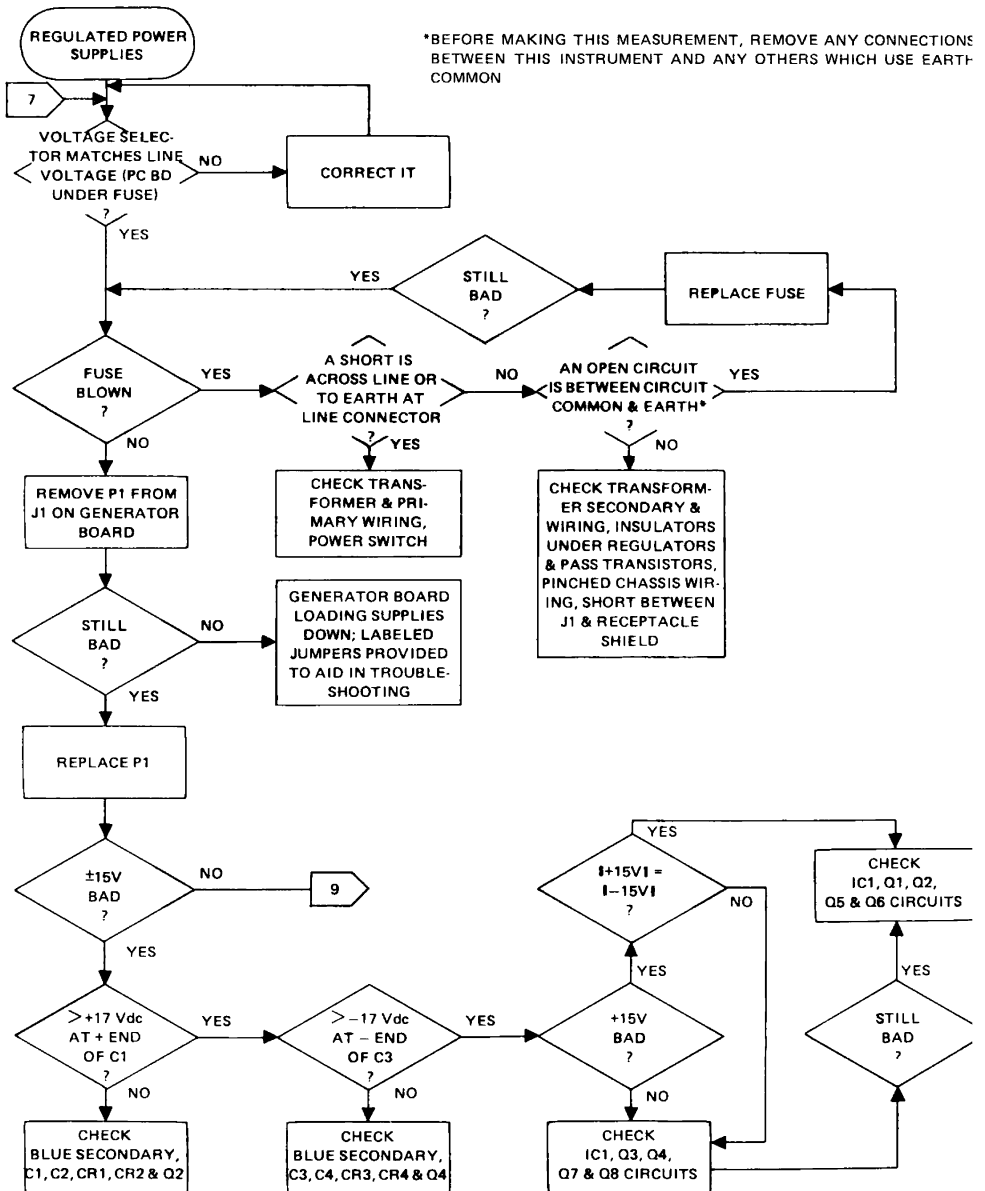 REGULATED POWER
SUPPLIES
*BEFORE MAKING THIS MEASUREMENT, REMOVE ANY CONNECTIONS
BETWEEN THIS INSTRUMENT AND ANY OTHERS WHICH USE EARTH
COMMON
7
VOLTAGE SELEC-
TOR MATCHES LINE
VOLTAGE (PC BD
UNDER FUSE)
?
NO
CORRECT IT
YES
YES
STILL
BAD
?
REPLACE FUSE
FUSE
BLOWN
?
YES
A SHORT IS
ACROSS LINE OR
TO EARTH AT
LINE CONNECTOR
?
NO
AN OPEN CIRCUIT
IS BETWEEN CIRCUIT
COMMON & EARTH*
?
YES
NO
YES
NO
REMOVE P1 FROM
J1 ON GENERATOR
BOARD
CHECK TRANS-
FORMER & PRI-
MARY WIRING,
POWER SWITCH
CHECK TRANSFORM-
ER SECONDARY &
WIRING, INSULATORS
UNDER REGULATORS
& PASS TRANSISTORS,
PINCHED CHASSIS WIR-
ING, SHORT BETWEEN
J1 & RECEPTACLE
SHIELD
STILL
BAD
?
NO
GENERATOR BOARD
LOADING SUPPLIES
DOWN; LABELED
JUMPERS PROVIDED
TO AID IN TROUBLE-
SHOOTING
YES
REPLACE P1
±15V
BAD
?
NO
9
YES
|+15V| =
|-15V|
?
YES
NO
CHECK
IC1, Q1, Q2,
Q5 & Q6 CIRCUITS
YES
>+17 Vdc
AT + END
OF C1
?
YES
>-17 Vdc
AT - END
OF C3
?
YES
+15V
BAD
?
YES
STILL
BAD
?
NO
NO
NO
CHECK
BLUE SECONDARY,
C1, C2, CR1, CR2 & Q2
CHECK
BLUE SECONDARY,
C3, C4, CR3, CR4 & Q4
CHECK
IC1, Q3, Q4,
Q7 & Q8 CIRCUITS